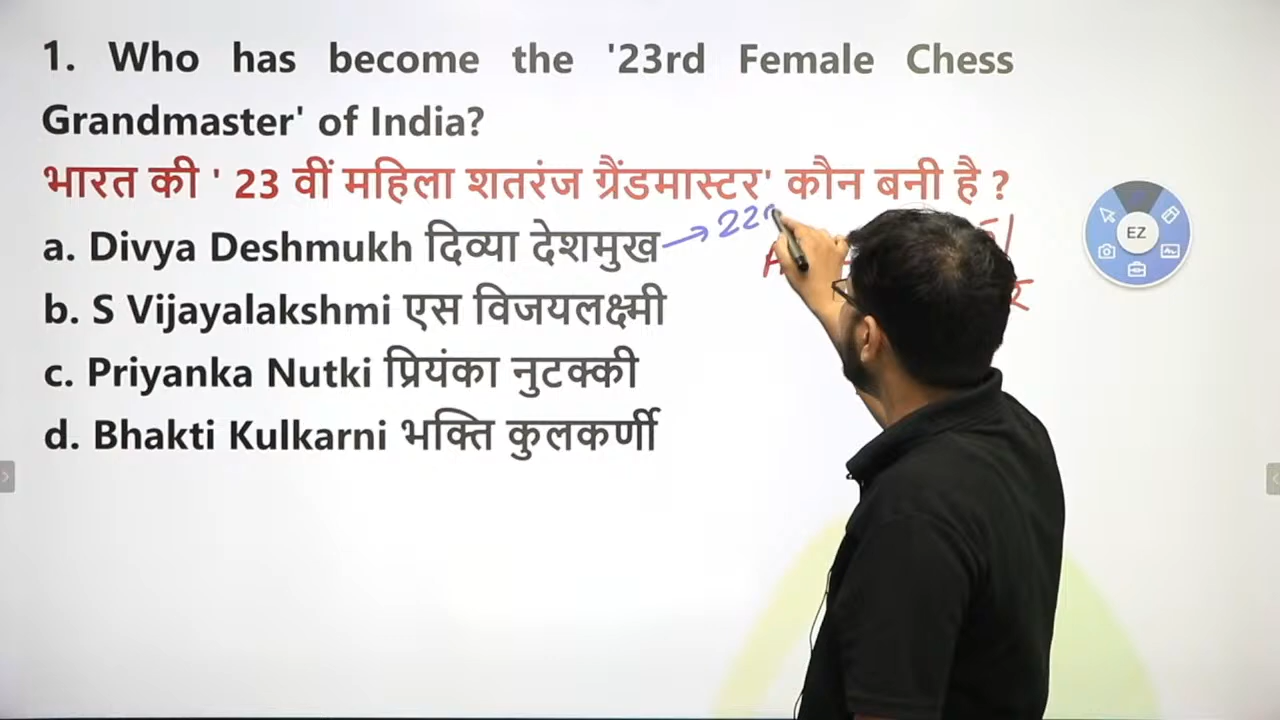 1. Who has become the '23rd Female Chess
Grandmaster' of India?
भारत की ' 23 वीं महिला शतरंज ग्रैंडमास्टर' कौन बनी है ?
a. Divya Deshmukh दिव्या देशमुख → 22
b. S Vijayalakshmi एस विजयलक्ष्मी
c. Priyanka Nutki प्रियंका नुटक्की
d. Bhakti Kulkarni भक्ति कुलकर्णी
EZ